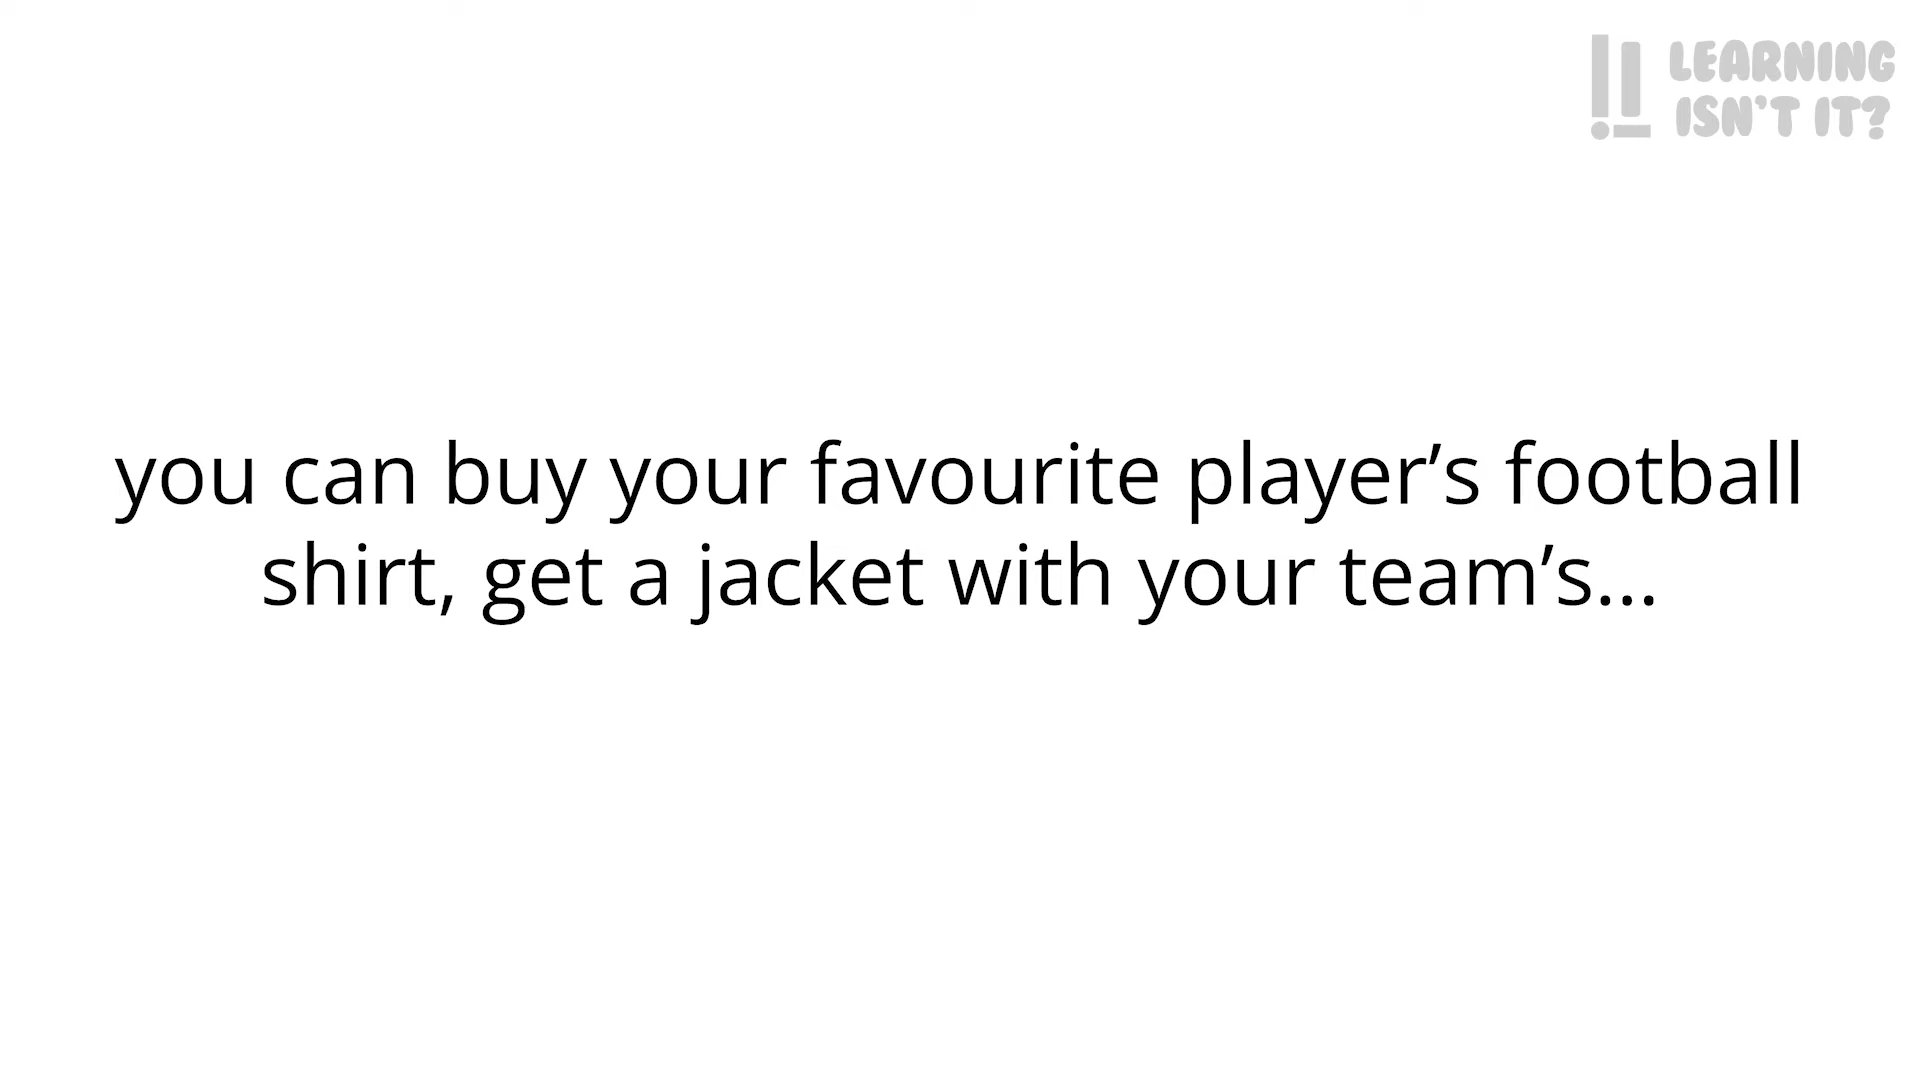 LEARNING
ISN'T IT?
you can buy your favourite player’s football
shirt, get a jacket with your team’s...